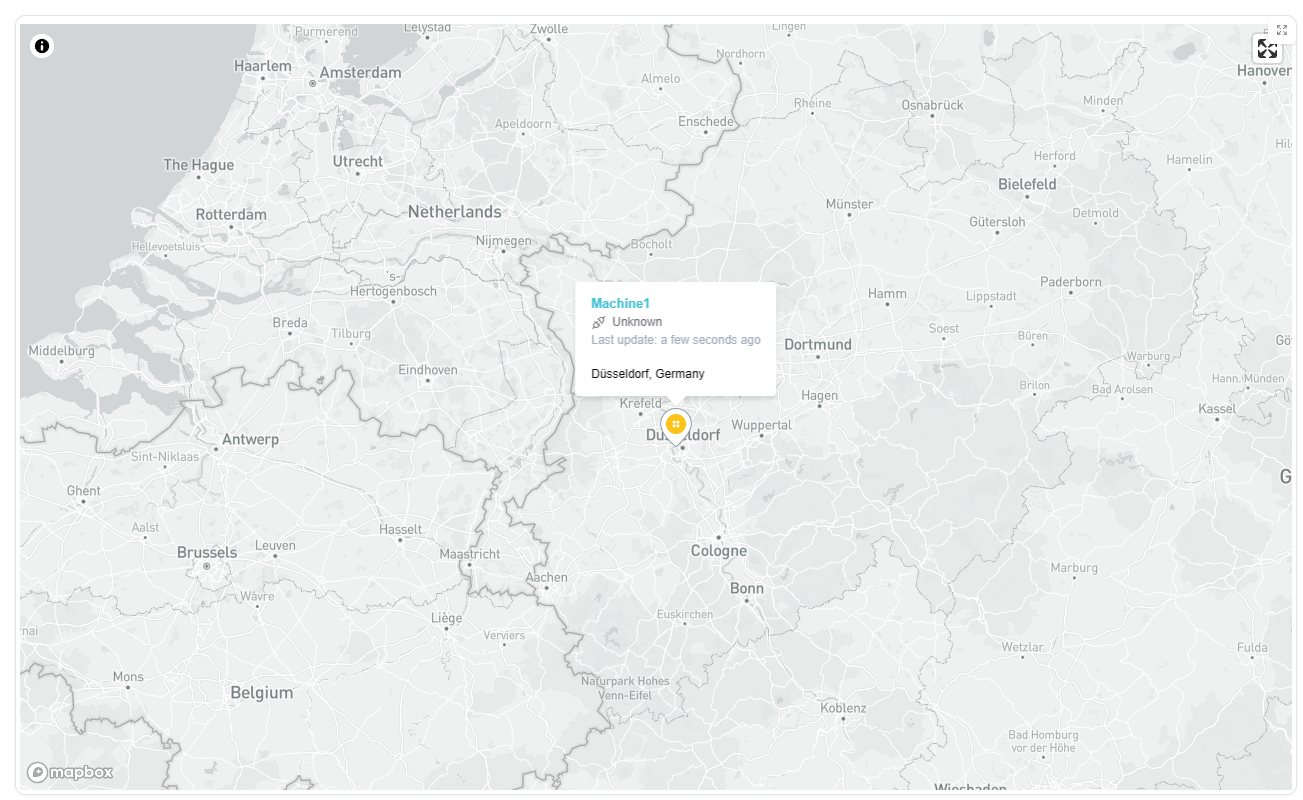 Purmerend
Lelystad
Zwolle
Lingen
Nordhorn
Haarlem
Amsterdam
Almelo
Hanover
Rheine
Osnabrück
Minden
Apeldoorn
Enschede
The Hague
Utrecht
Herford
Hamelin
Bielefeld
Rotterdam
Netherlands
Münster
Gütersloh
Detmold
Hellevoetsluis
Nijmegen
Bocholt
's-
Hertogenbosch
Paderborn
Hamm
Lippstadt
Machine1
Unknown
Last update: a few seconds ago
Düsseldorf, Germany
Breda
Tilburg
Soest
Büren
Dortmund
Middelburg
Warburg
Eindhoven
Hann. Münden
Brilon
Bad Arolsen
Hagen
Krefeld
Kassel
Wuppertal
Antwerp
Sint-Niklaas
Ghent
Aalst
Hasselt
Brussels
Leuven
Maastricht
Cologne
Aachen
Marburg
Bonn
Wavre
Liège
Euskirchen
Verviers
Wetzlar
Fulda
Mons
Naturpark Hohes
Venn-Eifel
Belgium
Koblenz
Bad Homburg
vor der Höhe
mapbox
Wiesbaden